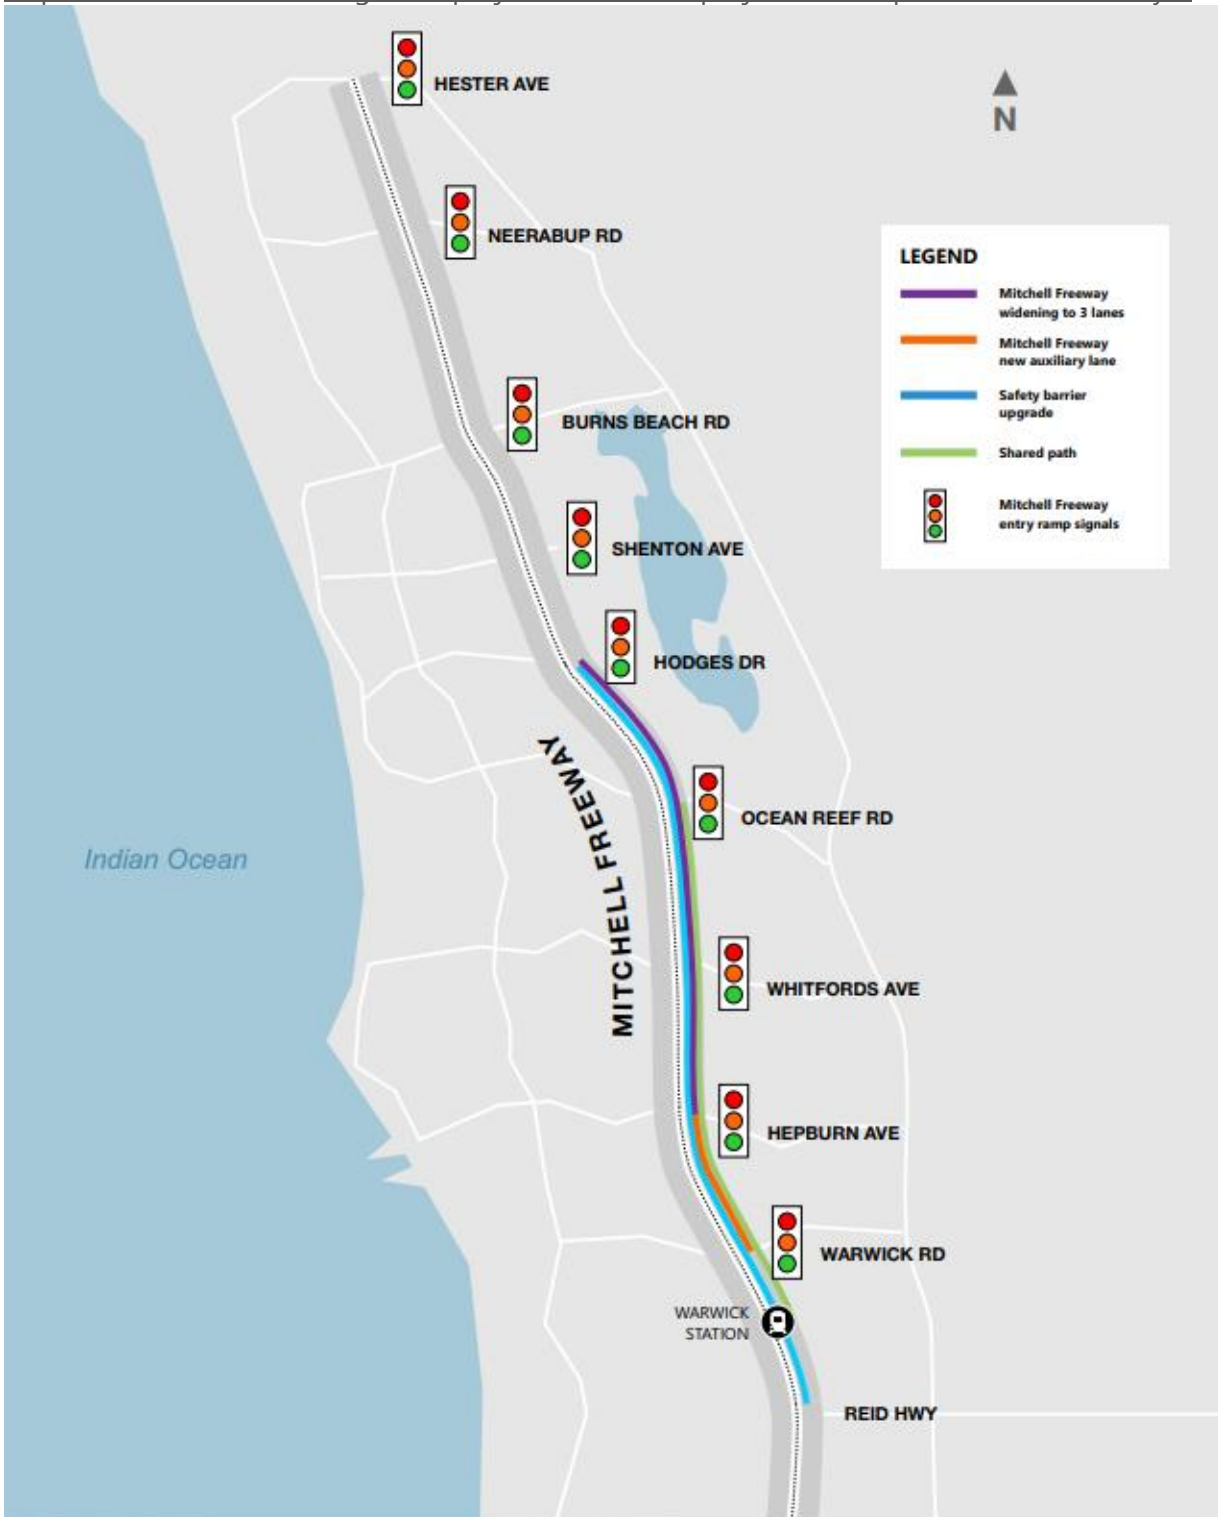 HESTER AVE
N
NEERABUP RD
LEGEND
Mitchell Freeway
widening to 3 lanes
Mitchell Freeway
new auxiliary lane
Safety barrier
upgrade
Shared path
Mitchell Freeway
entry ramp signals
BURNS BEACH RD
SHENTON AVE
HODGES DR
MITCHELL FREEWAY
OCEAN REEF RD
Indian Ocean
WHITFORDS AVE
HEPBURN AVE
WARWICK RD
WARWICK
STATION
REID HWY